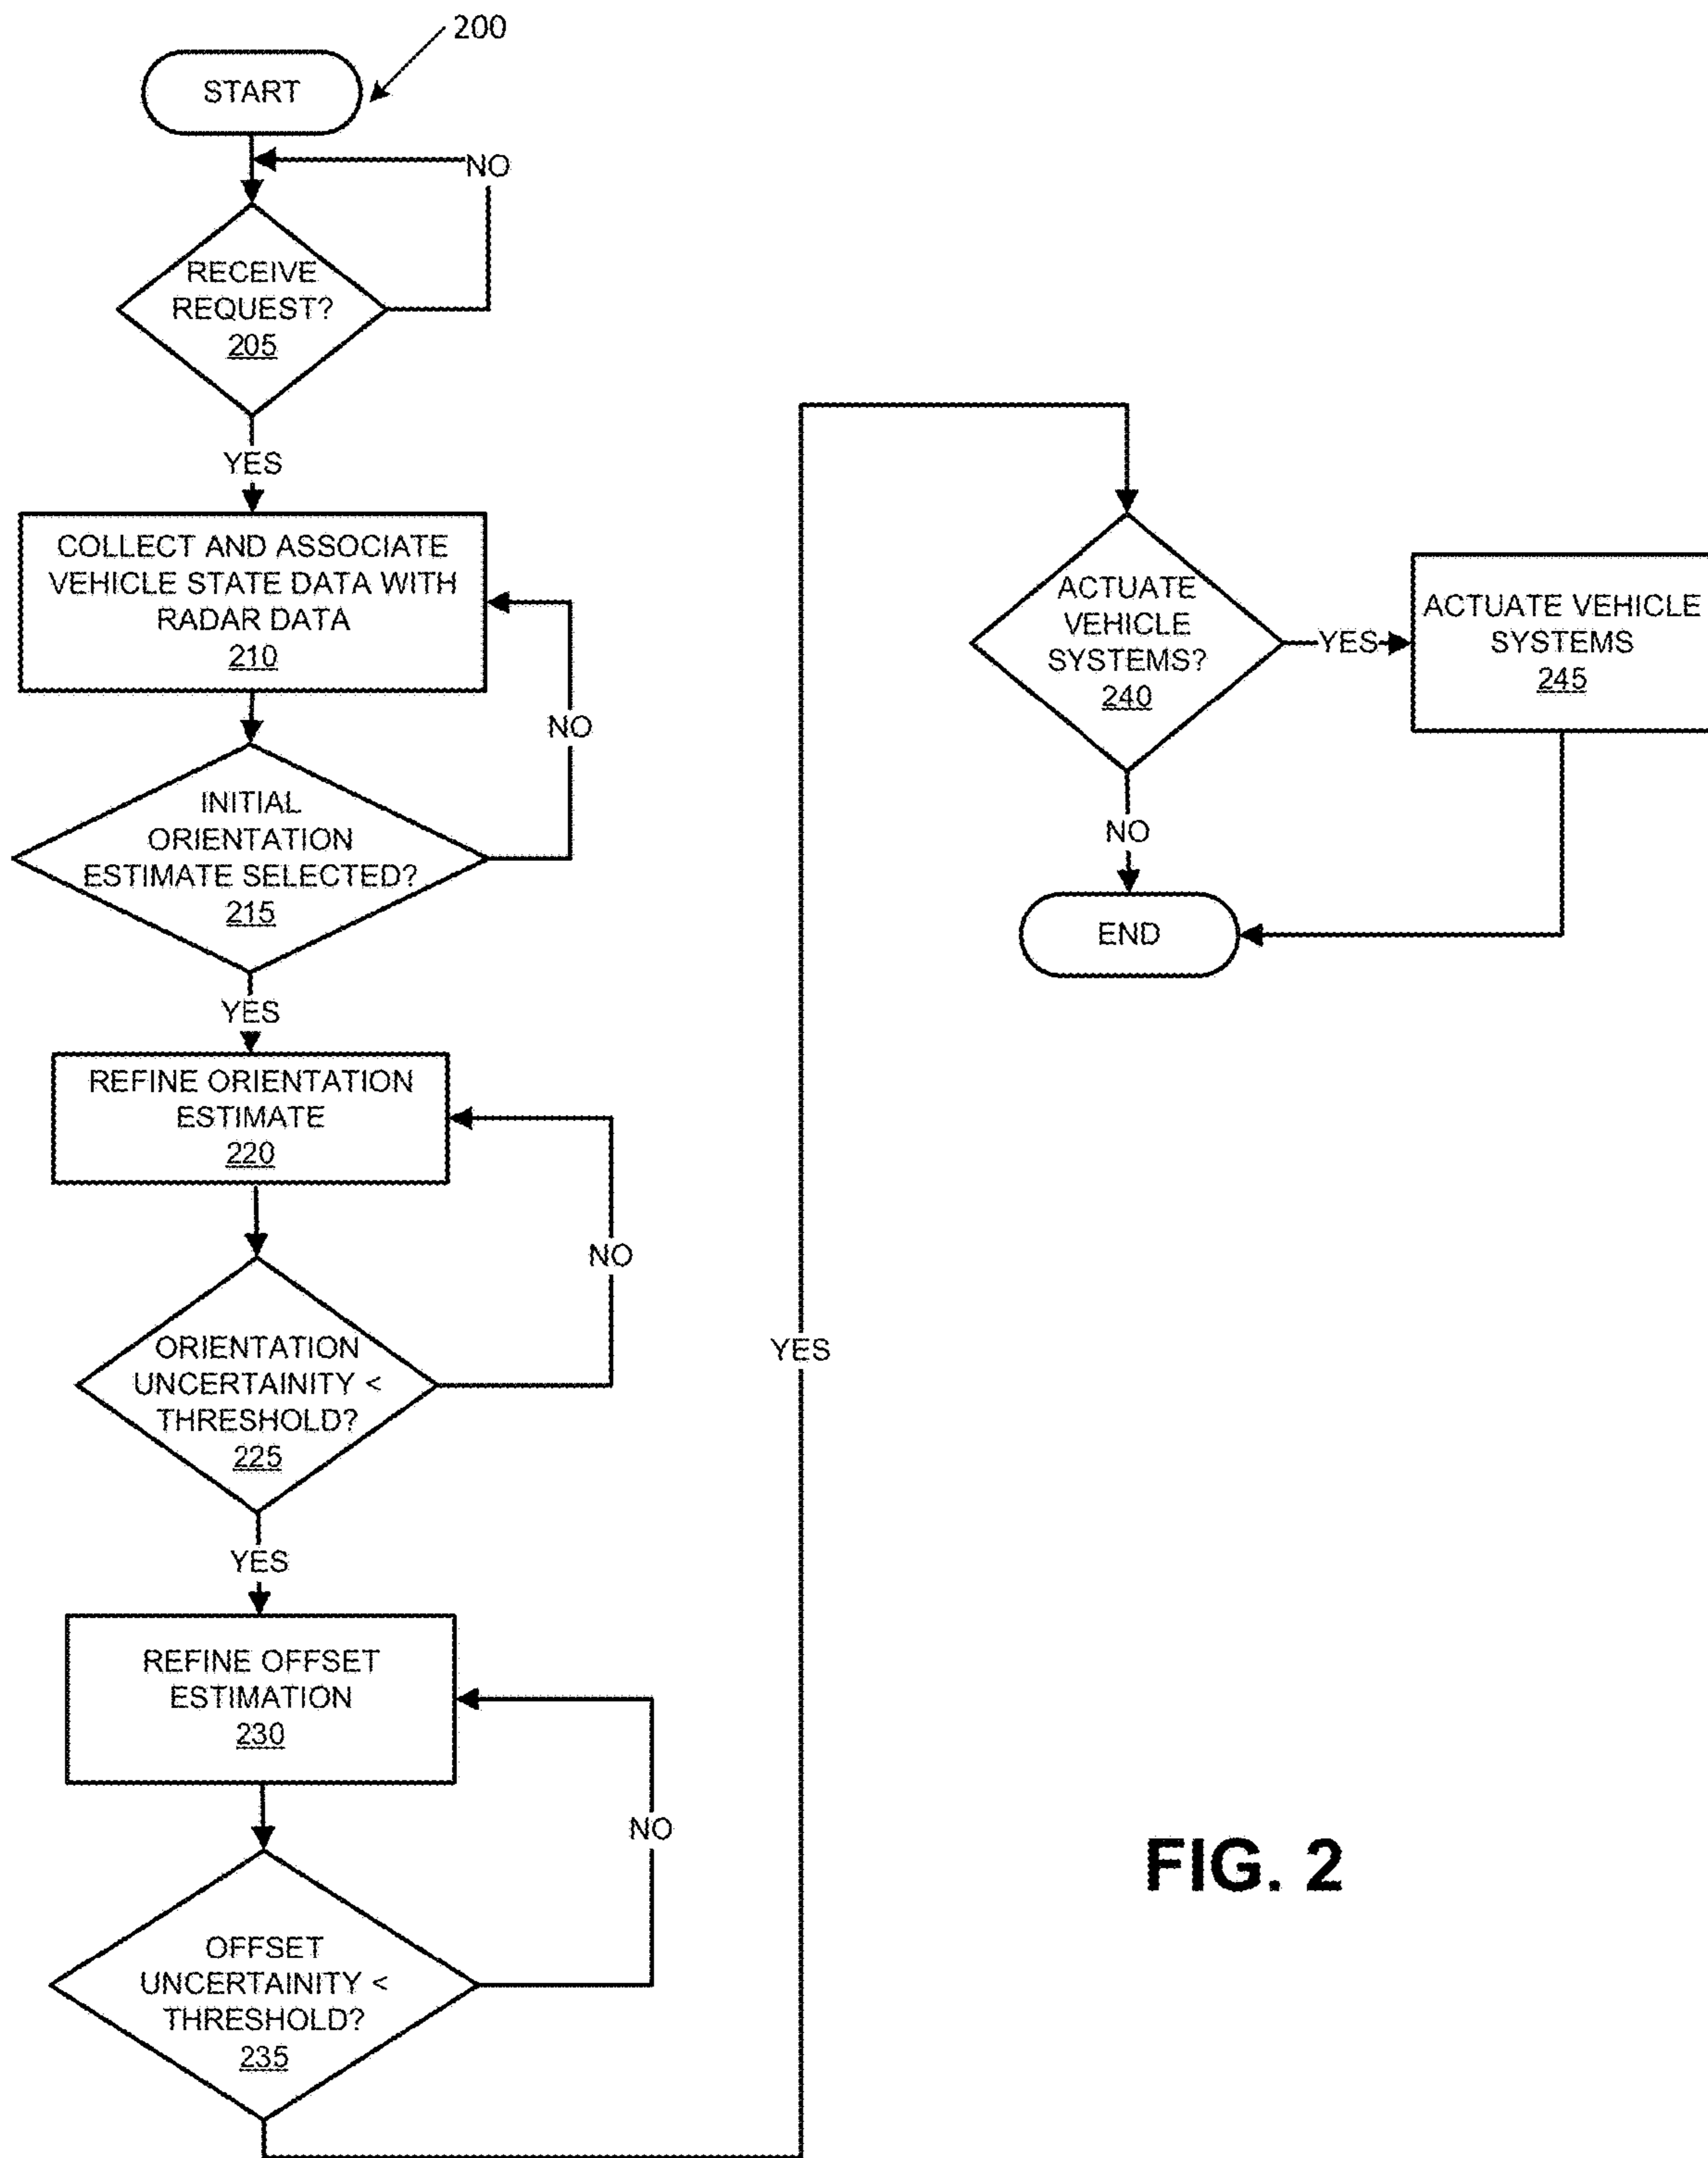 200
START
NO
RECEIVE
REQUEST?
205
YES
COLLECT AND ASSOCIATE
VEHICLE STATE DATA WITH
RADAR DATA
210
NO
INITIAL
ORIENTATION
ESTIMATE SELECTED?
215
YES
REFINE ORIENTATION
ESTIMATE
220
NO
ORIENTATION
UNCERTAINITY <
THRESHOLD?
225
YES
REFINE OFFSET
ESTIMATION
230
NO
OFFSET
UNCERTAINITY <
THRESHOLD?
235
YES
ACTUATE
VEHICLE
SYSTEMS?
240
YES
ACTUATE VEHICLE
SYSTEMS
245
NO
END
FIG. 2